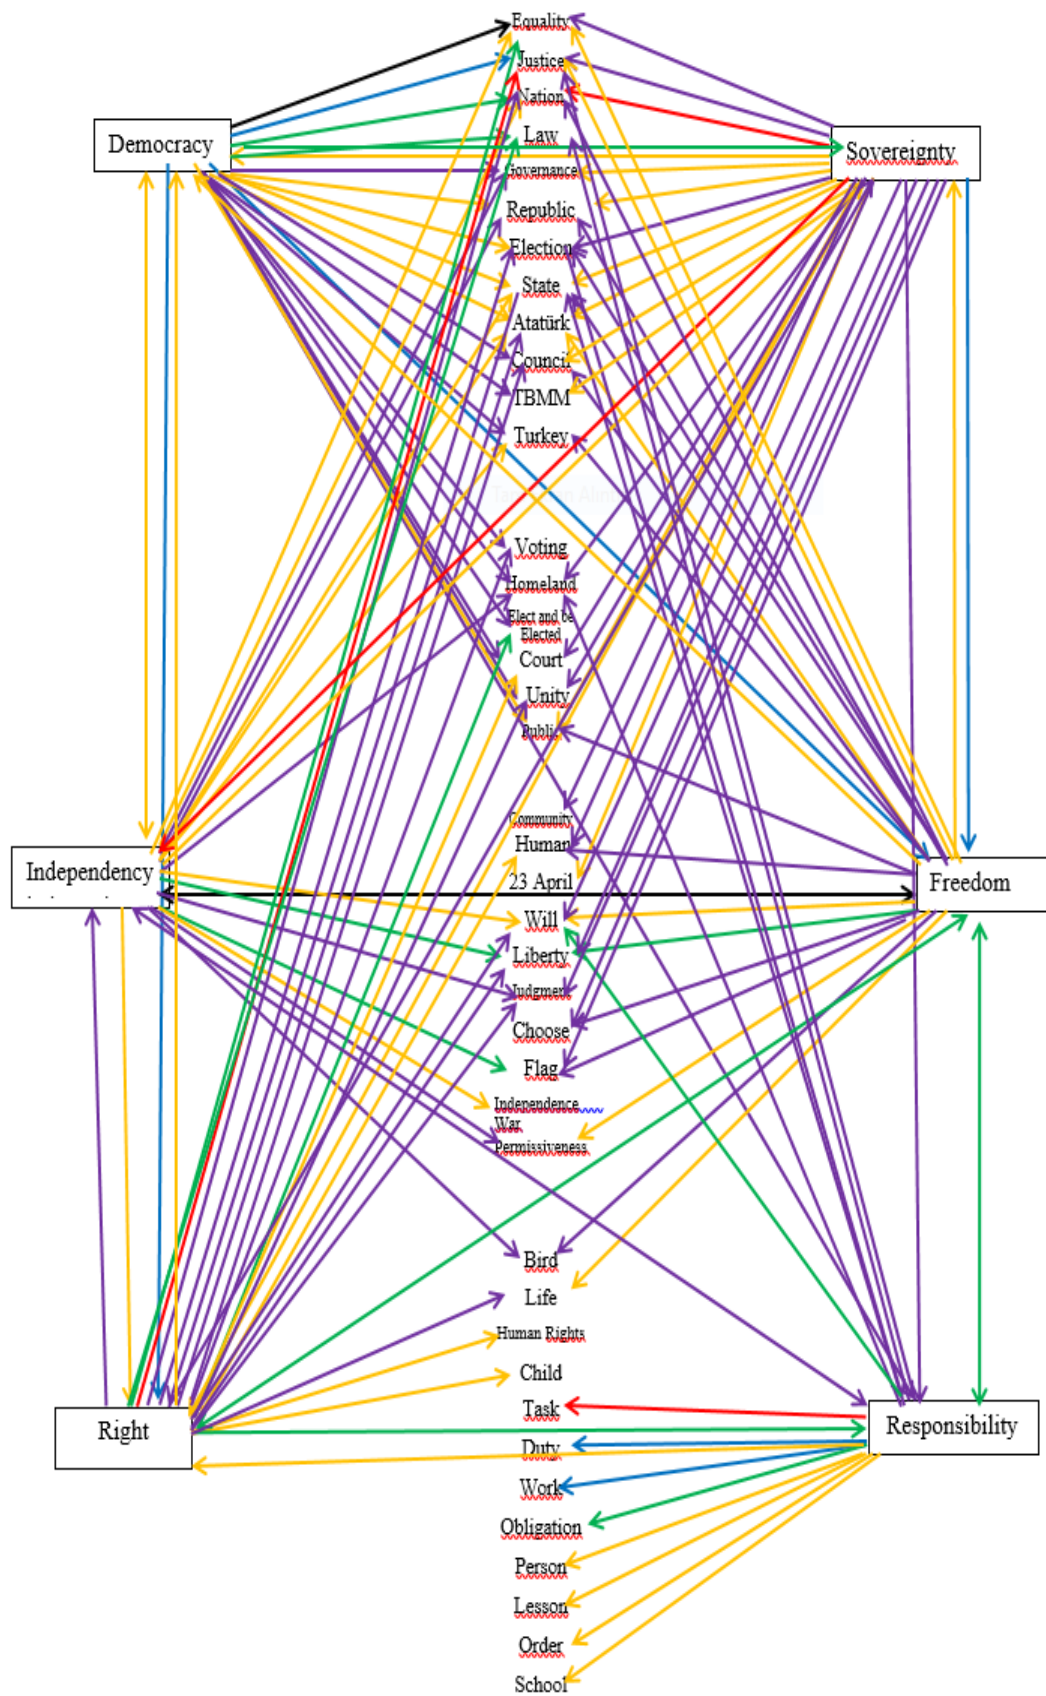 Equality
Justice
Nation
Law
Democracy
Sovereignty
Governance
Republic
Election
State
Atatürk
Council
TBMM
Turkey
Voting
Homeland
Elect and be
Elected
Court
Unity
Public
Community
Human
Independency
Freedom
23 April
Will
Liberty
Judgment
Choose
Flag
Independence
War
Permissiveness
Bird
Life
Human Rights
Child
Task
Right
Responsibility
Duty
Work
Obligation
Person
Lesson
Order
School